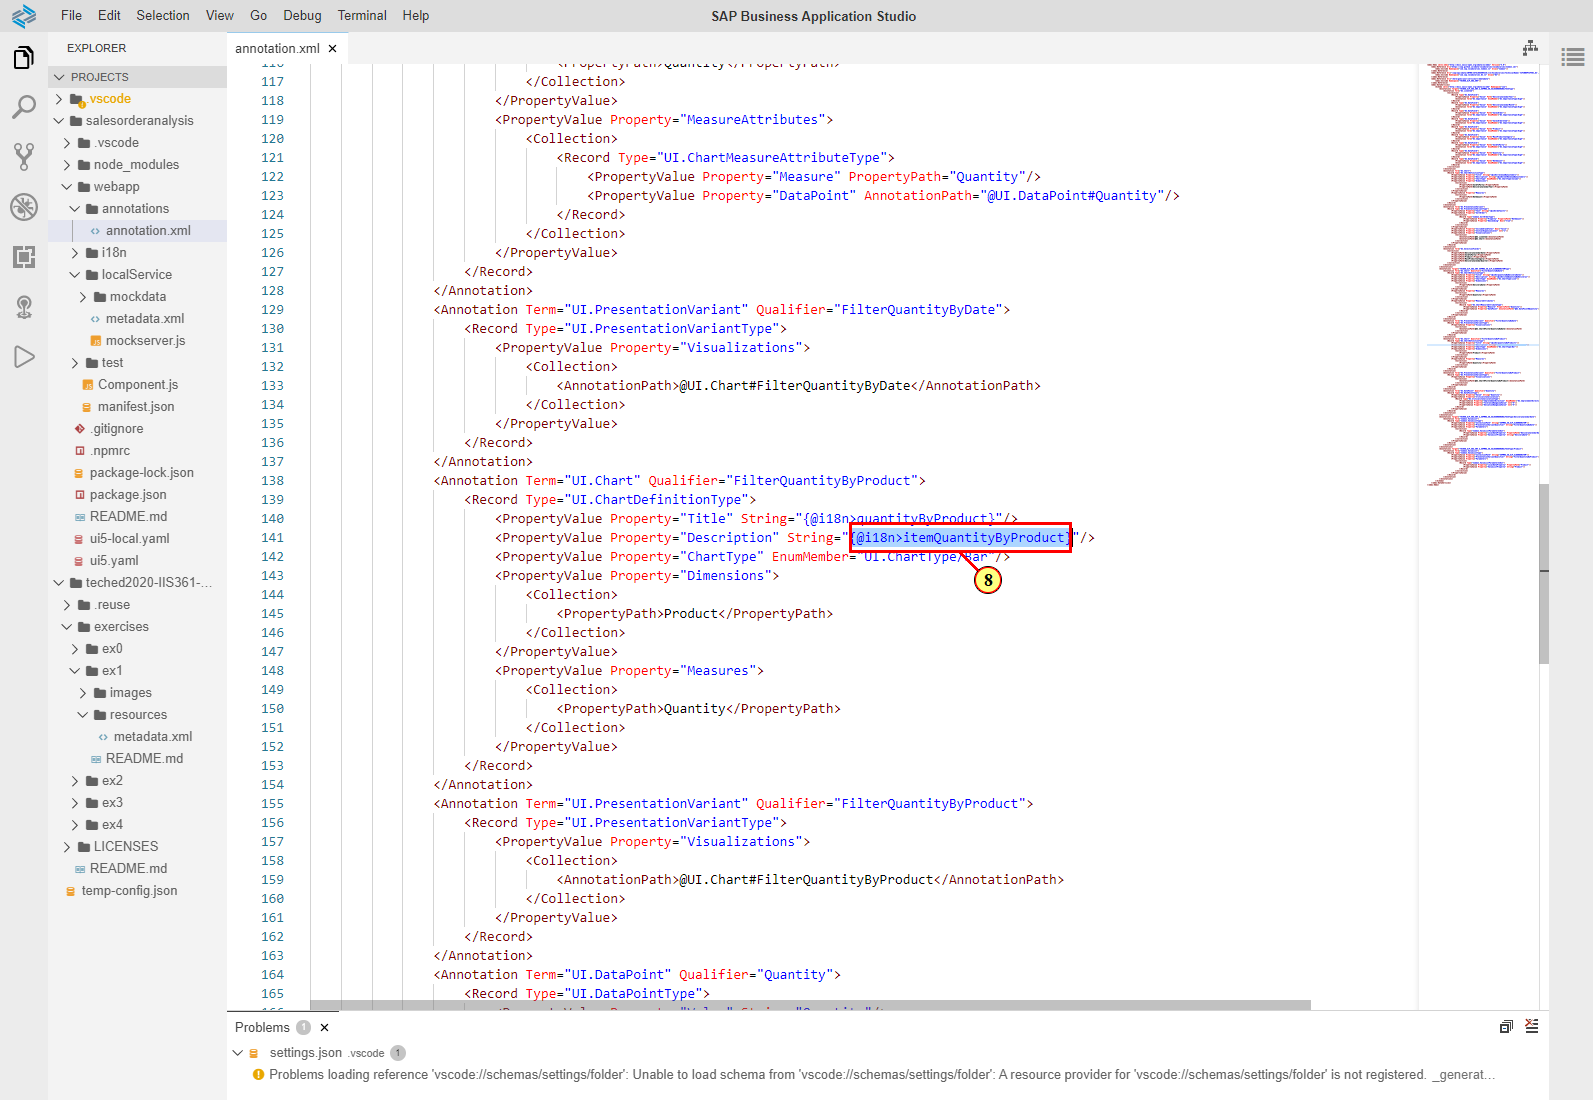 File Edit Selection View Go Debug Terminal Help
SAP Business Application Studio
EXPLORER
PROJECTS
.vscode
salesorderanalysis
.vscode
node_modules
webapp
annotations
annotation.xml
i18n
localService
mockdata
metadata.xml
mockserver.js
test
Component.js
manifest.json
.gitignore
.npmrc
package-lock.json
package.json
README.md
ui5-local.yaml
ui5.yaml
teched2020-IIS361-...
.reuse
exercises
ex0
ex1
images
resources
metadata.xml
README.md
ex2
ex3
ex4
LICENSES
README.md
temp-config.json
annotation.xml ×
116 <PropertyPath>Quantity</PropertyPath>
117 </Collection>
118 </PropertyValue>
119 <PropertyValue Property="MeasureAttributes">
120 <Collection>
121 <Record Type="UI.ChartMeasureAttributeType">
122 <PropertyValue Property="Measure" PropertyPath="Quantity"/>
123 <PropertyValue Property="DataPoint" AnnotationPath="@UI.DataPoint#Quantity"/>
124 </Record>
125 </Collection>
126 </PropertyValue>
127 </Record>
128 </Annotation>
129 <Annotation Term="UI.PresentationVariant" Qualifier="FilterQuantityByDate">
130 <Record Type="UI.PresentationVariantType">
131 <PropertyValue Property="Visualizations">
132 <Collection>
133 <AnnotationPath>@UI.Chart#FilterQuantityByDate</AnnotationPath>
134 </Collection>
135 </PropertyValue>
136 </Record>
137 </Annotation>
138 <Annotation Term="UI.Chart" Qualifier="FilterQuantityByProduct">
139 <Record Type="UI.ChartDefinitionType">
140 <PropertyValue Property="Title" String="{@i18n>quantityByProduct}"/>
141 <PropertyValue Property="Description" String="{@i18n>itemQuantityByProduct}"/>
142 <PropertyValue Property="ChartType" EnumMember="UI.ChartType/Bar"/>
8
143 <PropertyValue Property="Dimensions">
144 <Collection>
145 <PropertyPath>Product</PropertyPath>
146 </Collection>
147 </PropertyValue>
148 <PropertyValue Property="Measures">
149 <Collection>
150 <PropertyPath>Quantity</PropertyPath>
151 </Collection>
152 </PropertyValue>
153 </Record>
154 </Annotation>
155 <Annotation Term="UI.PresentationVariant" Qualifier="FilterQuantityByProduct">
156 <Record Type="UI.PresentationVariantType">
157 <PropertyValue Property="Visualizations">
158 <Collection>
159 <AnnotationPath>@UI.Chart#FilterQuantityByProduct</AnnotationPath>
160 </Collection>
161 </PropertyValue>
162 </Record>
163 </Annotation>
164 <Annotation Term="UI.DataPoint" Qualifier="Quantity">
165 <Record Type="UI.DataPointType">
Problems 1 ×
settings.json .vscode 1
Problems loading reference 'vscode://schemas/settings/folder': Unable to load schema from 'vscode://schemas/settings/folder': A resource provider for 'vscode://schemas/settings/folder' is not registered. _generat...